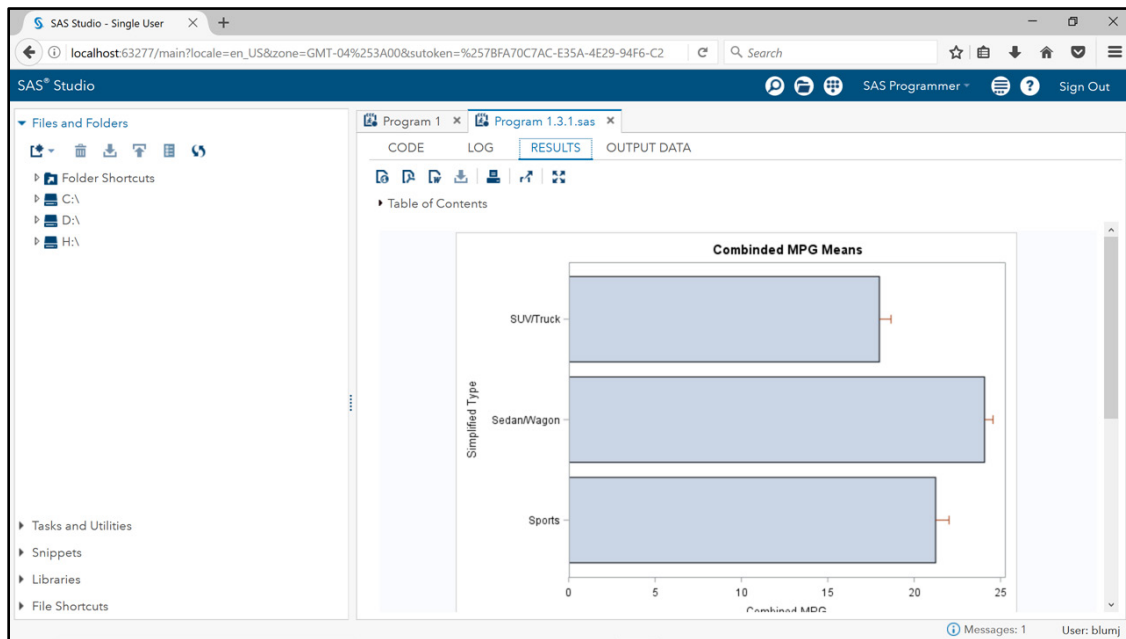 SAS Studio - Single User
localhost:63277/main?locale=en_US&zone=GMT-04%253A00&sutoken=%257BFA70C7AC-E35A-4E29-94F6-C2
Search
SAS® Studio
SAS Programmer
Sign Out
Files and Folders
Folder Shortcuts
C:\
D:\
H:\
Tasks and Utilities
Snippets
Libraries
File Shortcuts
Program 1
Program 1.3.1.sas
CODE LOG RESULTS OUTPUT DATA
Table of Contents
Combinded MPG Means
Simplified Type
SUV/Truck
Sedan/Wagon
Sports
0 5 10 15 20 25
Combined MPG
Messages: 1
User: blumj